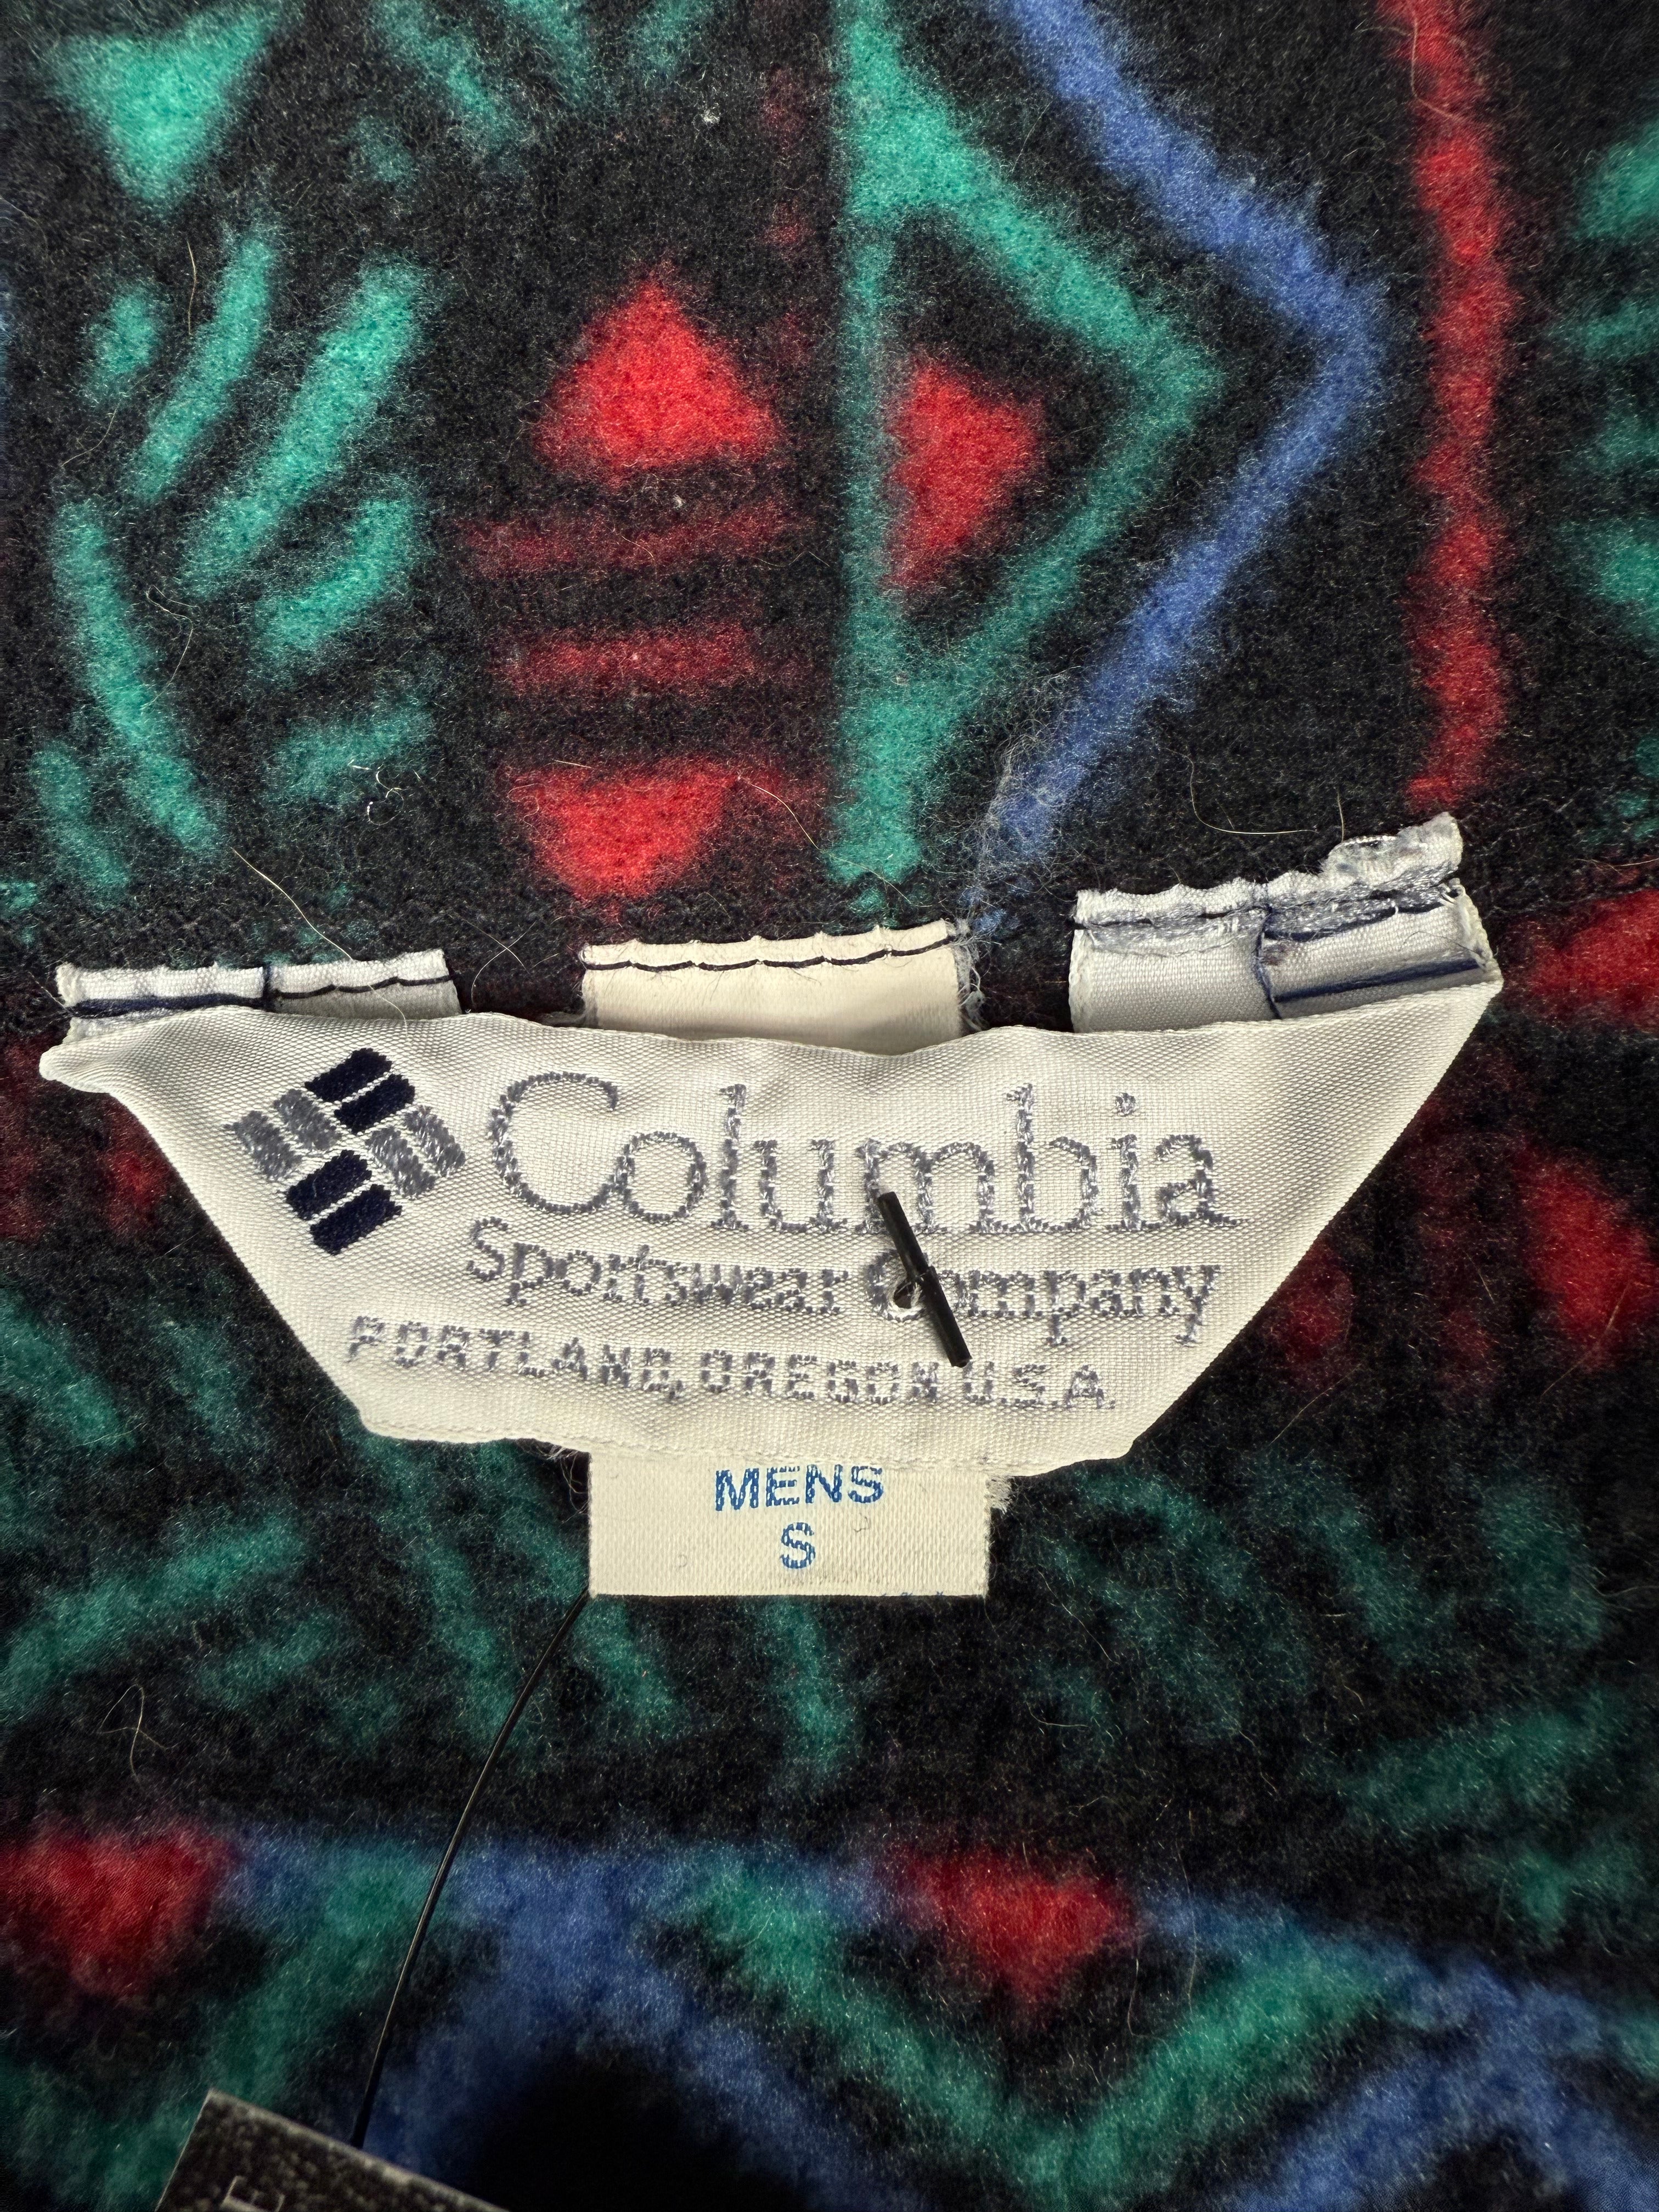 Columbia
Sportswear Company
PORTLAND, OREGON U.S.A.
MENS
S
E